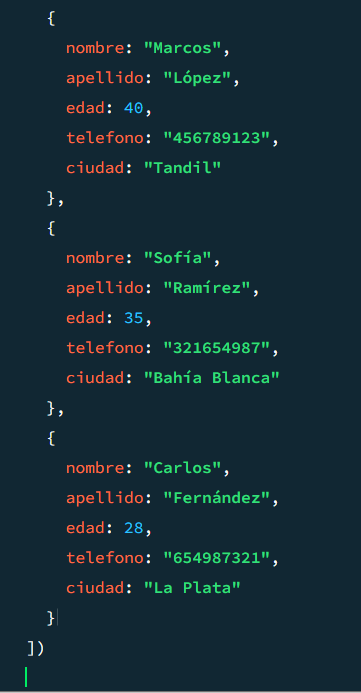 {
nombre: "Marcos",
apellido: "López",
edad: 40,
telefono: "456789123",
ciudad: "Tandil"
},
{
nombre: "Sofía",
apellido: "Ramírez",
edad: 35,
telefono: "321654987",
ciudad: "Bahía Blanca"
},
{
nombre: "Carlos",
apellido: "Fernández",
edad: 28,
telefono: "654987321",
ciudad: "La Plata"
}
])